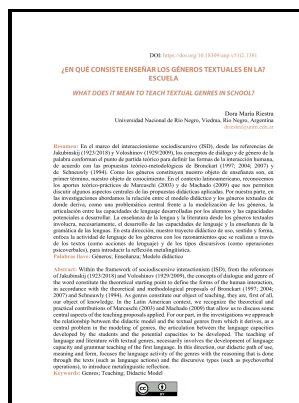 DOI: https://doi.org/10.18309/ranpoll.v51i2.1381
¿EN QUÉ CONSISTE ENSEÑAR LOS GÉNEROS TEXTUALES EN LA?
ESCUELA
WHAT DOES IT MEAN TO TEACH TEXTUAL GENRES IN SCHOOL?
Dora María Riestra
Universidad Nacional de Río Negro, Viedma, Río Negro, Argentina
Resumen: En el marco del interaccionismo sociodiscursivo (ISD), desde las referencias de
Jakubinskij (1923/2018) y Voloshinov (1929/2009), los conceptos de diálogo y de género de la
palabra conforman el punto de partida teórico para definir las formas de la interacción humana,
de acuerdo con las propuestas teórico-metodológicas de Bronckart (1997; 2004; 2007) y
de Schneuwly (1994). Como los géneros constituyen nuestro objeto de enseñanza son, en
primer término, nuestro objeto de conocimiento. En el contexto latinoamericano, reconocemos
los aportes teórico-prácticos de Marcuschi (2003) y de Machado (2009) que nos permiten
discutir algunos aspectos centrales de las propuestas didácticas aplicadas. Por nuestra parte, en
las investigaciones abordamos la relación entre el modelo didáctico y los géneros textuales de
donde deriva, como una problemática central frente a la modelización de los géneros, la
articulación entre las capacidades de lenguaje desarrolladas por los alumnos y las capacidades
potenciales a desarrollar. La enseñanza de la lengua y la literatura desde los géneros textuales
involucra, necesariamente, el desarrollo de las capacidades de lenguaje y la enseñanza de la
gramática de las lenguas. En esta dirección, nuestro trayecto didáctico de uso, sentido y forma,
enfoca la actividad de lenguaje de los géneros con los razonamientos que se realizan a través
de los textos (como acciones de lenguaje) y de los tipos discursivos (como operaciones
psicoverbales), para introducir la reflexión metalingüística.
Palabras llave: Géneros; Enseñanza; Modelo didáctico
Abstract: Within the framework of sociodiscursive interactionism (ISD), from the references
of Jakubinskij (1923/2018) and Voloshinov (1929/2009), the concepts of dialogue and genre of
the word constitute the theoretical starting point to define the forms of the human interaction,
in accordance with the theoretical and methodological proposals of Bronckart (1997; 2004;
2007) and Schneuwly (1994). As genres constitute our object of teaching, they are, first of all,
our object of knowledge. In the Latin American context, we recognize the theoretical and
practical contributions of Marcuschi (2003) and Machado (2009) that allow us to discuss some
central aspects of the teaching proposals applied. For our part, in the investigations we approach
the relationship between the didactic model and the textual genres from which it derives, as a
central problem in the modeling of genres, the articulation between the language capacities
developed by the students and the potential capacities to be developed. The teaching of
language and literature with textual genres, necessarily involves the development of language
capacity and grammar teaching of the first language. In this direction, our didactic path of use,
meaning and form, focuses the language activity of genres with the reasoning that is done
through the texts (such as language actions) and the discourse types (such as psychoverbal
operations), to introduce metalinguistic reflection.
Keywords: Genres; Teaching; Didactic Model